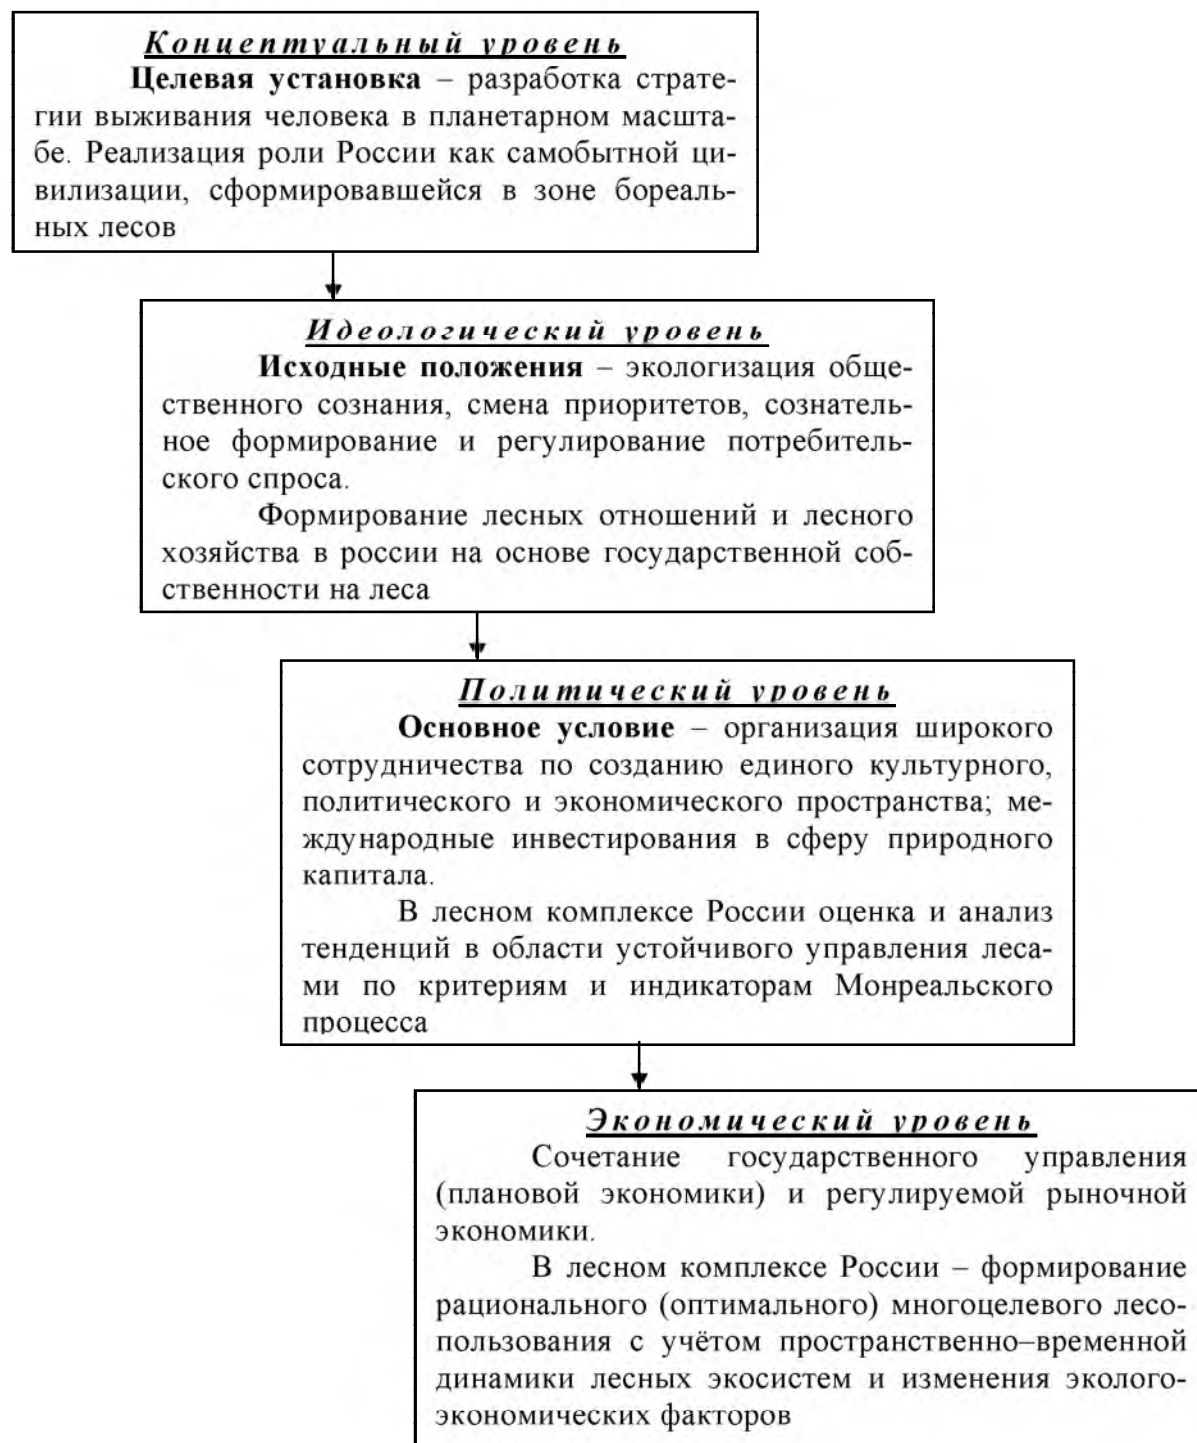 Концептуальный уровень
Целевая установка – разработка страте-
гии выживания человека в планетарном масшта-
бе. Реализация роли России как самобытной ци-
вилизации, сформировавшейся в зоне бореаль-
ных лесов
Идеологический уровень
Исходные положения – экологизация обще-
ственного сознания, смена приоритетов, сознатель-
ное формирование и регулирование потребитель-
ского спроса.
Формирование лесных отношений и лесного
хозяйства в россии на основе государственной соб-
ственности на леса
Политический уровень
Основное условие – организация широкого
сотрудничества по созданию единого культурного,
политического и экономического пространства; ме-
ждународные инвестирования в сферу природного
капитала.
В лесном комплексе России оценка и анализ
тенденций в области устойчивого управления леса-
ми по критериям и индикаторам Монреальского
процесса
Экономический уровень
Сочетание государственного управления
(плановой экономики) и регулируемой рыночной
экономики.
В лесном комплексе России – формирование
рационального (оптимального) многоцелевого лесо-
пользования с учётом пространственно–временной
динамики лесных экосистем и изменения эколого-
экономических факторов